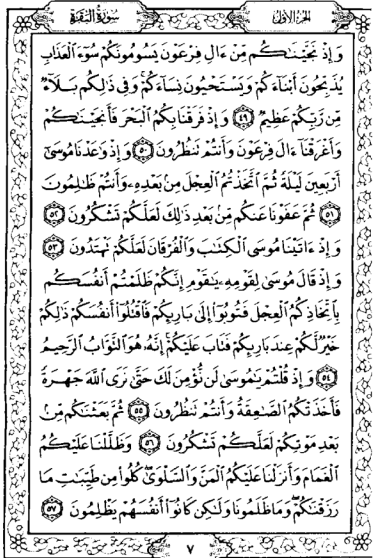 الجزء الأول
سورة البقرة
وَإِذْ نَجَّيْنَٰكُم مِّنْ ءَالِ فِرْعَوْنَ يَسُومُونَكُمْ سُوٓءَ ٱلْعَذَابِ
يُذَبِّحُونَ أَبْنَآءَكُمْ وَيَسْتَحْيُونَ نِسَآءَكُمْ وَفِى ذَٰلِكُم بَلَآءٌ
مِّن رَّبِّكُمْ عَظِيمٌ ٤٩ وَإِذْ فَرَقْنَا بِكُمُ ٱلْبَحْرَ فَأَنجَيْنَٰكُمْ
وَأَغْرَقْنَآ ءَالَ فِرْعَوْنَ وَأَنتُمْ تَنظُرُونَ ٥٠ وَإِذْ وَٰعَدْنَا مُوسَىٰٓ
أَرْبَعِينَ لَيْلَةً ثُمَّ ٱتَّخَذْتُمُ ٱلْعِجْلَ مِنۢ بَعْدِهِۦ وَأَنتُمْ ظَٰلِمُونَ
٥١ ثُمَّ عَفَوْنَا عَنكُم مِّنۢ بَعْدِ ذَٰلِكَ لَعَلَّكُمْ تَشْكُرُونَ ٥٢
وَإِذْ ءَاتَيْنَا مُوسَى ٱلْكِتَٰبَ وَٱلْفُرْقَانَ لَعَلَّكُمْ تَهْتَدُونَ ٥٣
وَإِذْ قَالَ مُوسَىٰ لِقَوْمِهِۦ يَٰقَوْمِ إِنَّكُمْ ظَلَمْتُمْ أَنفُسَكُم
بِٱتِّخَاذِكُمُ ٱلْعِجْلَ فَتُوبُوٓا۟ إِلَىٰ بَارِئِكُمْ فَٱقْتُلُوٓا۟ أَنفُسَكُمْ ذَٰلِكُمْ
خَيْرٌ لَّكُمْ عِندَ بَارِئِكُمْ فَتَابَ عَلَيْكُمْ إِنَّهُۥ هُوَ ٱلتَّوَّابُ ٱلرَّحِيمُ
٥٤ وَإِذْ قُلْتُمْ يَٰمُوسَىٰ لَن نُّؤْمِنَ لَكَ حَتَّىٰ نَرَى ٱللَّهَ جَهْرَةً
فَأَخَذَتْكُمُ ٱلصَّٰعِقَةُ وَأَنتُمْ تَنظُرُونَ ٥٥ ثُمَّ بَعَثْنَٰكُم مِّنۢ
بَعْدِ مَوْتِكُمْ لَعَلَّكُمْ تَشْكُرُونَ ٥٦ وَظَلَّلْنَا عَلَيْكُمُ
ٱلْغَمَامَ وَأَنزَلْنَا عَلَيْكُمُ ٱلْمَنَّ وَٱلسَّلْوَىٰ كُلُوا۟ مِن طَيِّبَٰتِ مَا
رَزَقْنَٰكُمْ وَمَا ظَلَمُونَا وَلَٰكِن كَانُوٓا۟ أَنفُسَهُمْ يَظْلِمُونَ ٥٧
٧